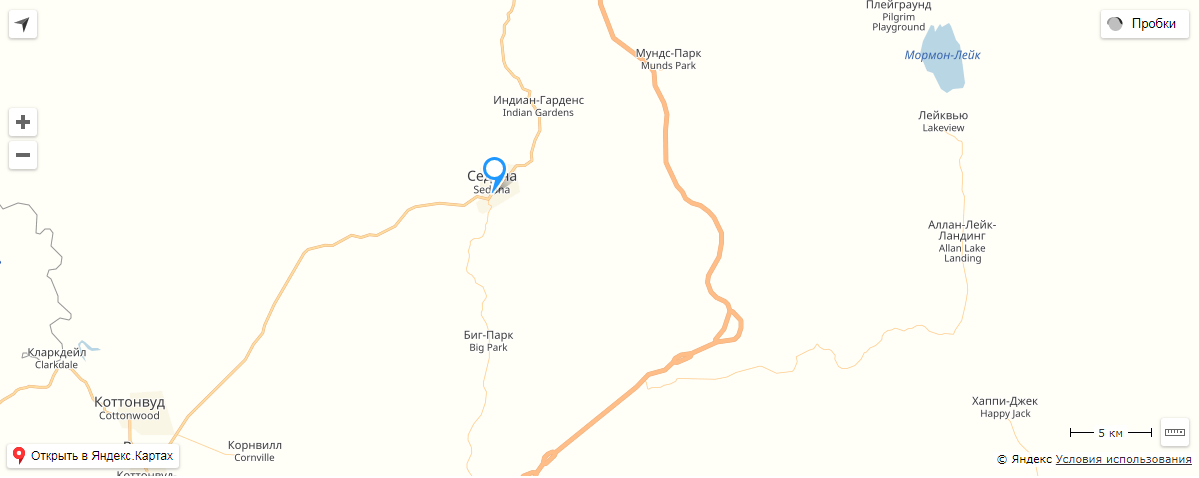 Плейграунд
Pilgrim
Playground
Пробки
Мундс-Парк
Munds Park
Мормон-Лейк
Индиан-Гарденс
Indian Gardens
Лейквью
Lakeview
Седона
Sedona
Аллан-Лейк-
Ландинг
Allan Lake
Landing
Биг-Парк
Big Park
Кларкдейл
Clarkdale
Коттонвуд
Cottonwood
Хаппи-Джек
Happy Jack
5 км
Корнвилл
Cornville
Открыть в Яндекс.Картах
© Яндекс Условия использования
Коттонвуд-